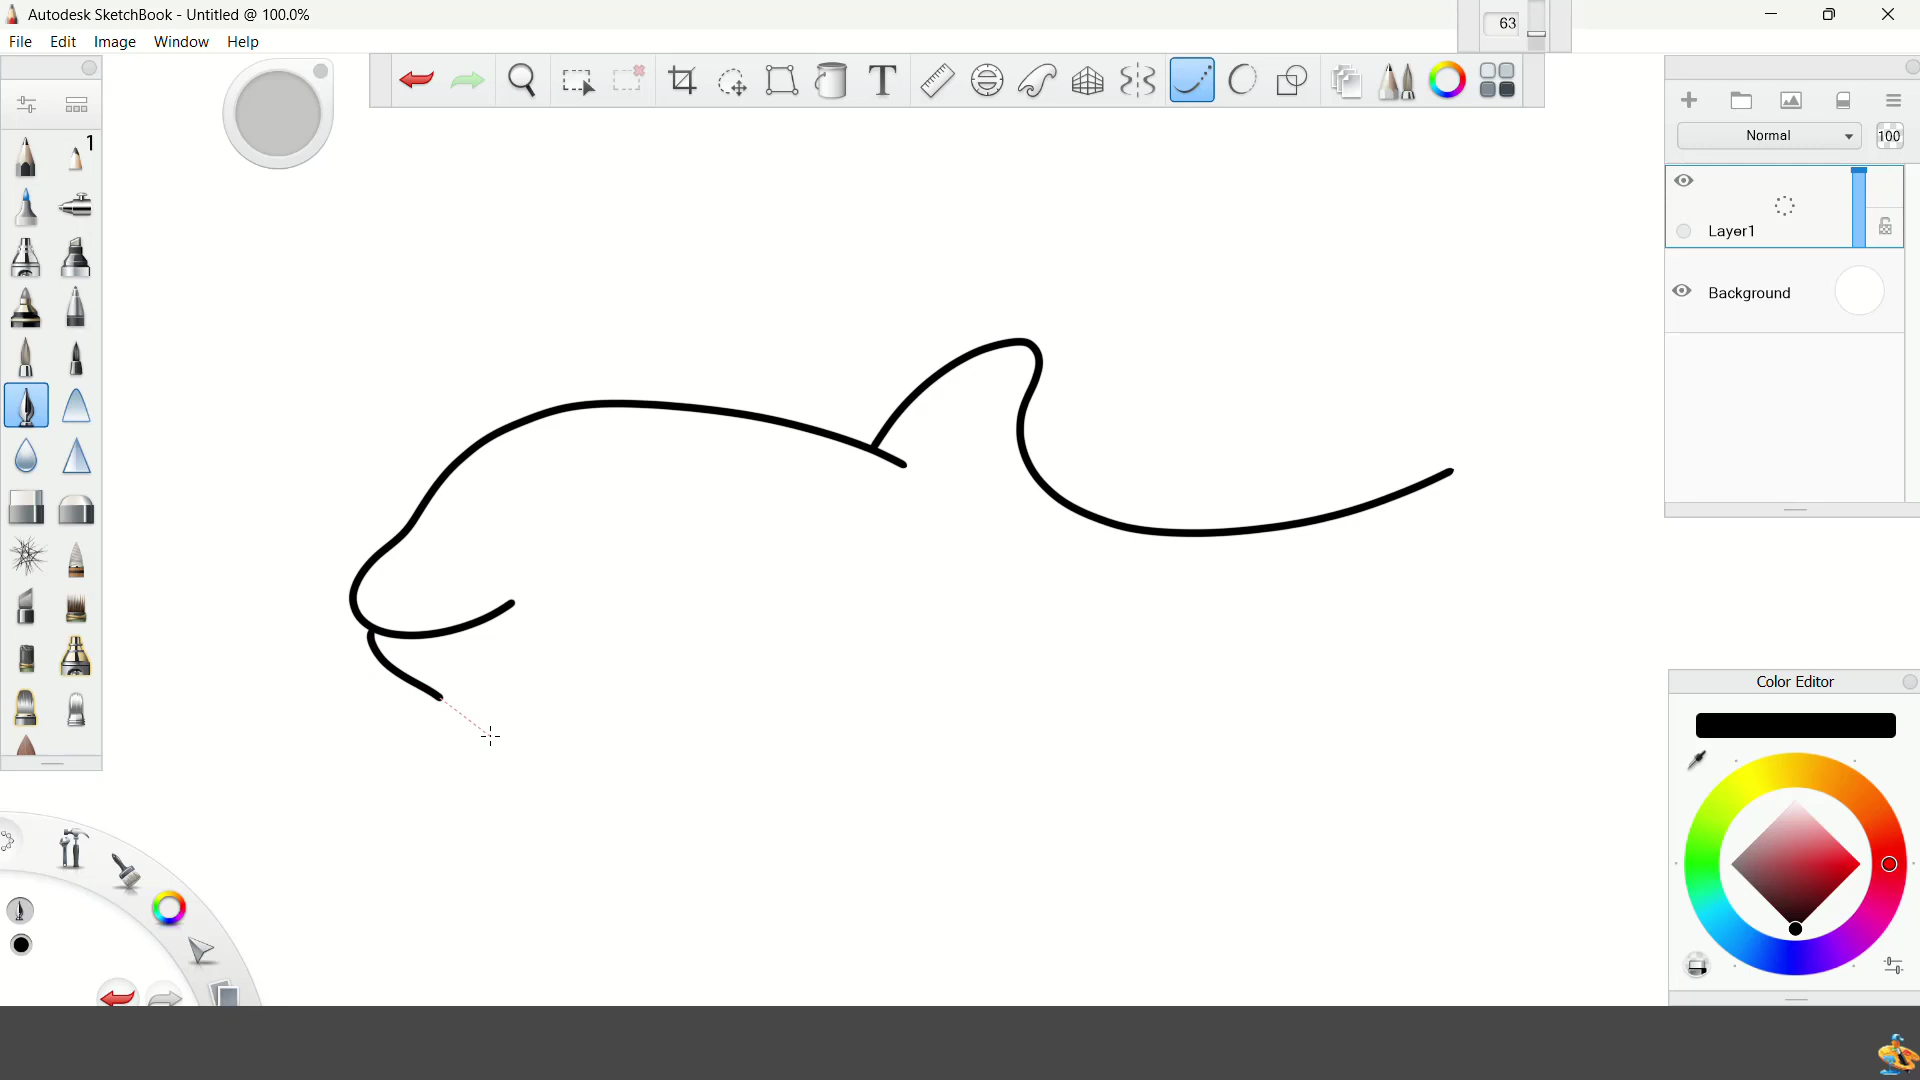 Autodesk SketchBook - Untitled @ 100.0%
63
File Edit Image Window Help
T
Normal 100
1
Layer1
Background
Color Editor